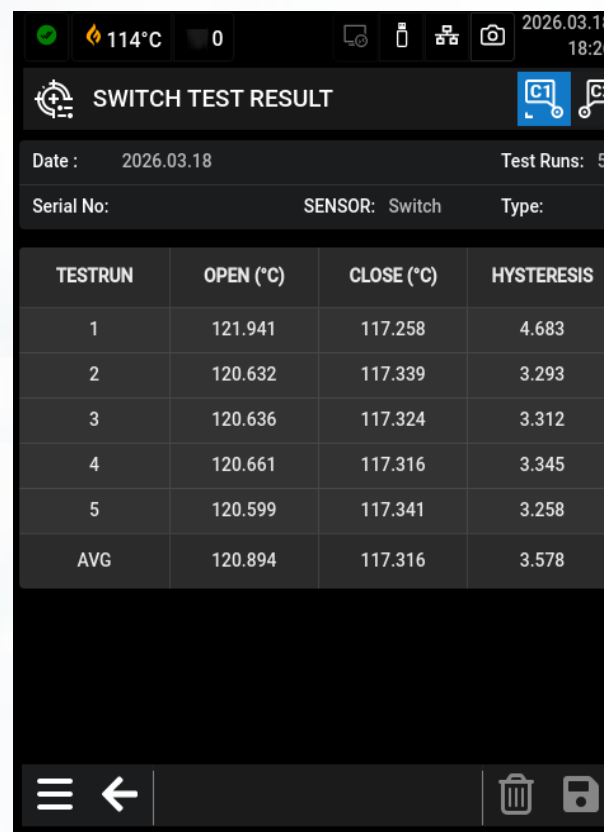 114°C 0 2026.03.18
18:20
SWITCH TEST RESULT C1
Date : 2026.03.18 Test Runs: 5
Serial No: SENSOR: Switch Type:
TESTRUN OPEN (°C) CLOSE (°C) HYSTERESIS
1 121.941 117.258 4.683
2 120.632 117.339 3.293
3 120.636 117.324 3.312
4 120.661 117.316 3.345
5 120.599 117.341 3.258
AVG 120.894 117.316 3.578